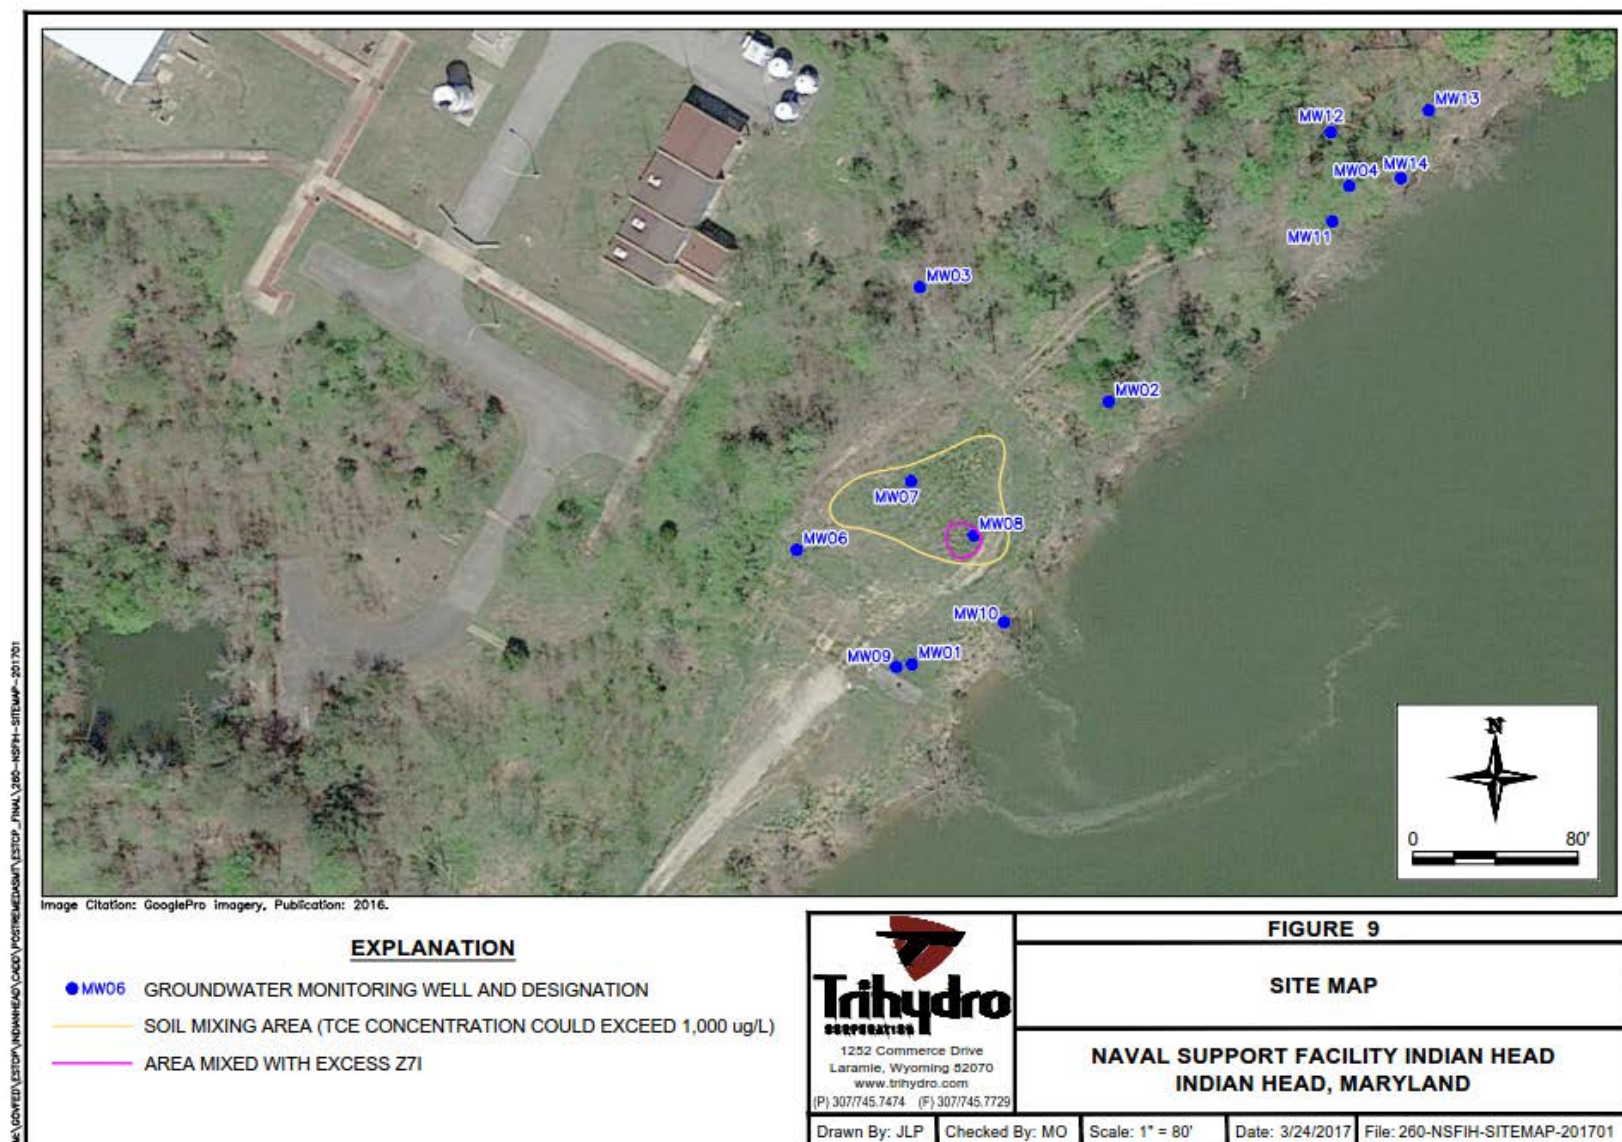 MW13
MW12
MW04
MW14
MW11
MW03
MW02
MW07
MW08
MW06
MW10
MW09
MW01
N
0 80'
Image Citation: GooglePro imagery, Publication: 2016.
EXPLANATION
MW06 GROUNDWATER MONITORING WELL AND DESIGNATION
SOIL MIXING AREA (TCE CONCENTRATION COULD EXCEED 1,000 ug/L)
AREA MIXED WITH EXCESS Z7I
Trihydro
CORPORATION
1252 Commerce Drive
Laramie, Wyoming 82070
www.trihydro.com
(P) 307/745.7474 (F) 307/745.7729
FIGURE 9
SITE MAP
NAVAL SUPPORT FACILITY INDIAN HEAD
INDIAN HEAD, MARYLAND
Drawn By: JLP Checked By: MO Scale: 1" = 80' Date: 3/24/2017 File: 260-NSFIH-SITEMAP-201701